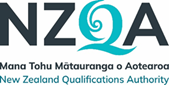 NZQA
Mana Tohu Mātauranga o Aotearoa
New Zealand Qualifications Authority